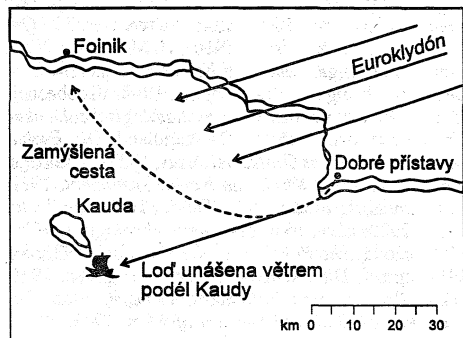 Foinik
Euroklydón
Zamýšlená
cesta
Dobré přístavy
Kauda
Loď unášena větrem
podél Kaudy
km 0 10 20 30